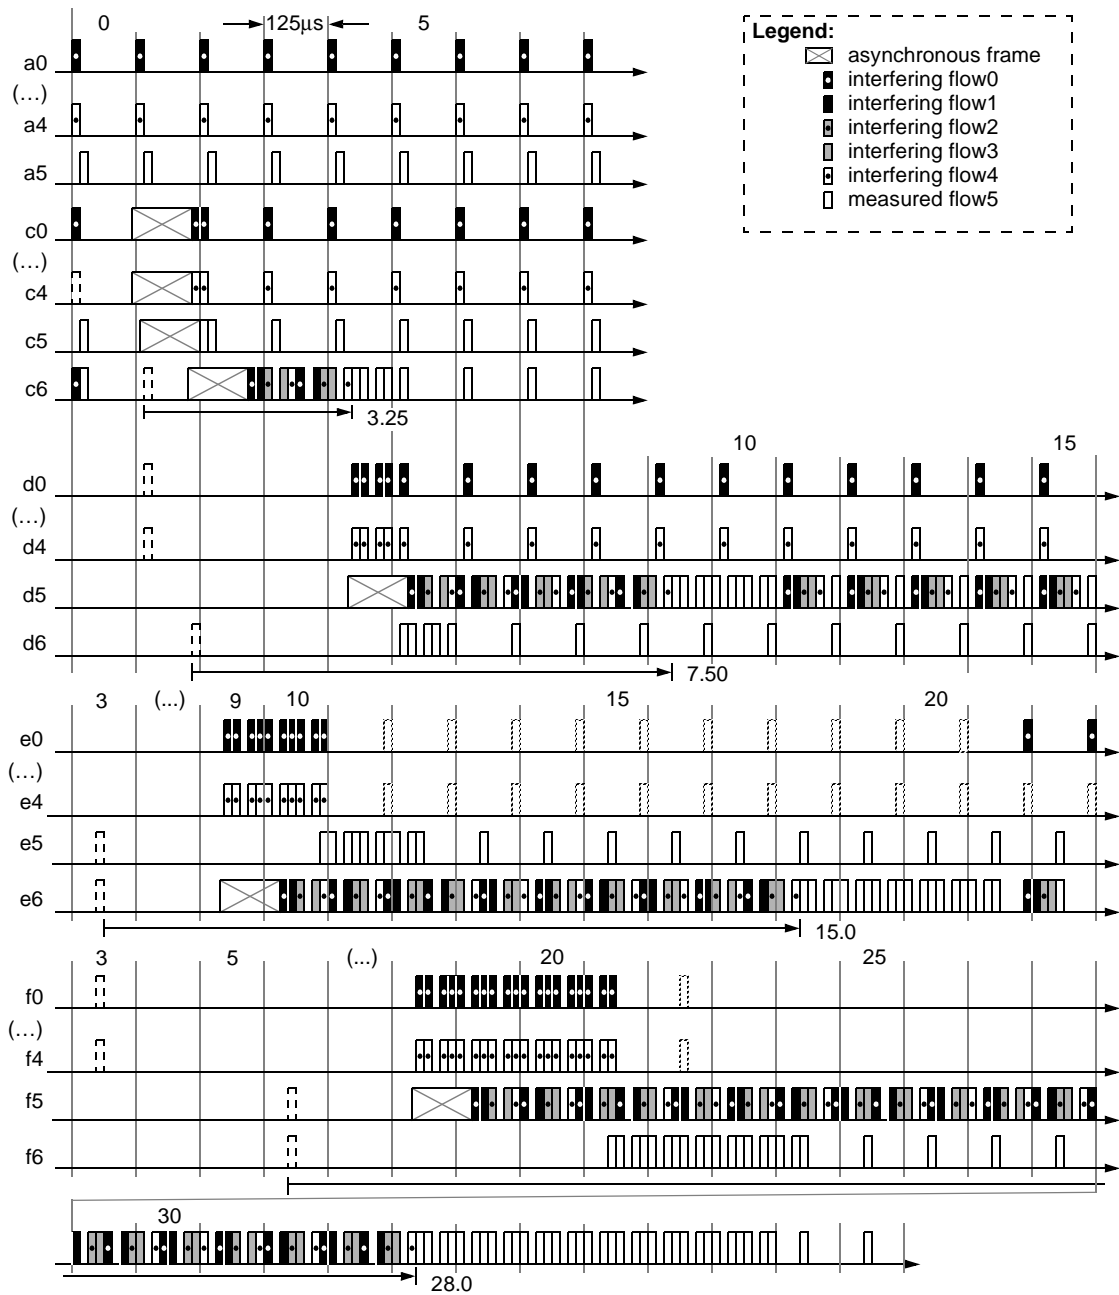 0 125μs 5
Legend:
asynchronous frame
interfering flow0
interfering flow1
interfering flow2
interfering flow3
interfering flow4
measured flow5
a0
(...)
a4
a5
c0
(...)
c4
c5
c6
3.25
10 15
d0
(...)
d4
d5
d6
7.50
3 (...) 9 10 15 20
e0
(...)
e4
e5
e6
15.0
3 5 (...) 20 25
f0
(...)
f4
f5
f6
30
28.0